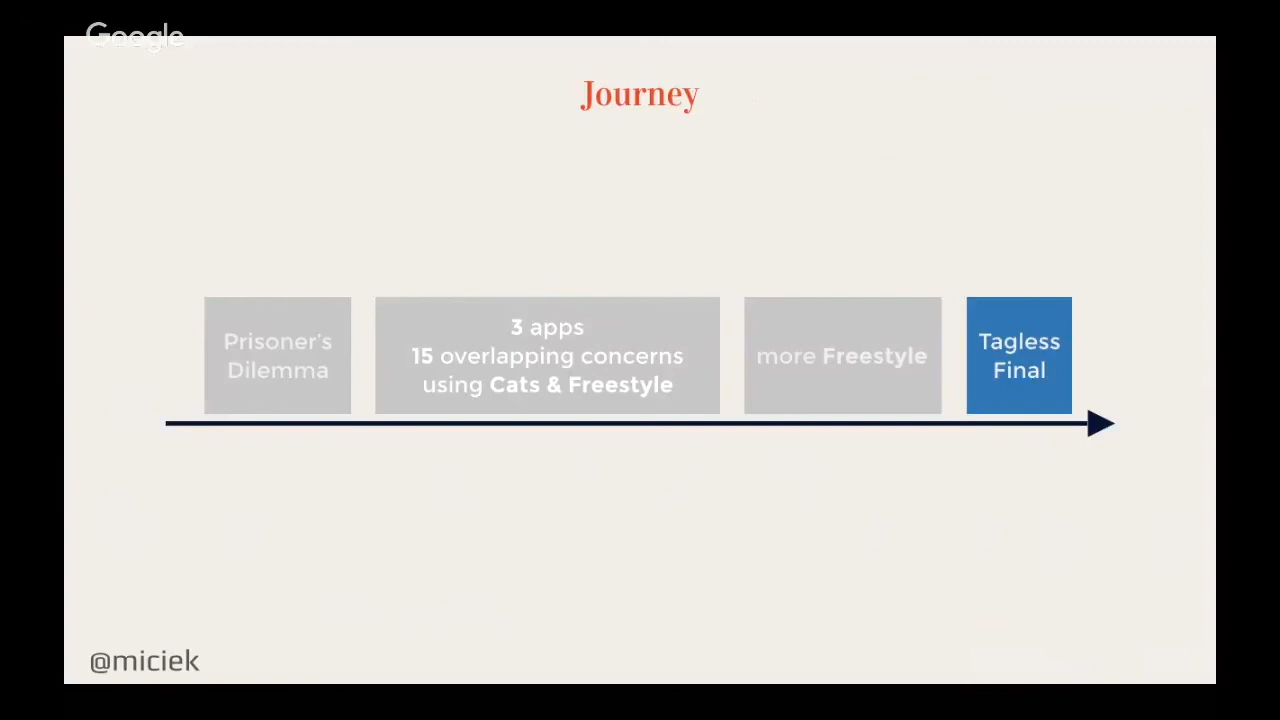 Google
Journey
Prisoner's
Dilemma
3 apps
15 overlapping concerns
using Cats & Freestyle
more Freestyle
Tagless
Final
@miciek